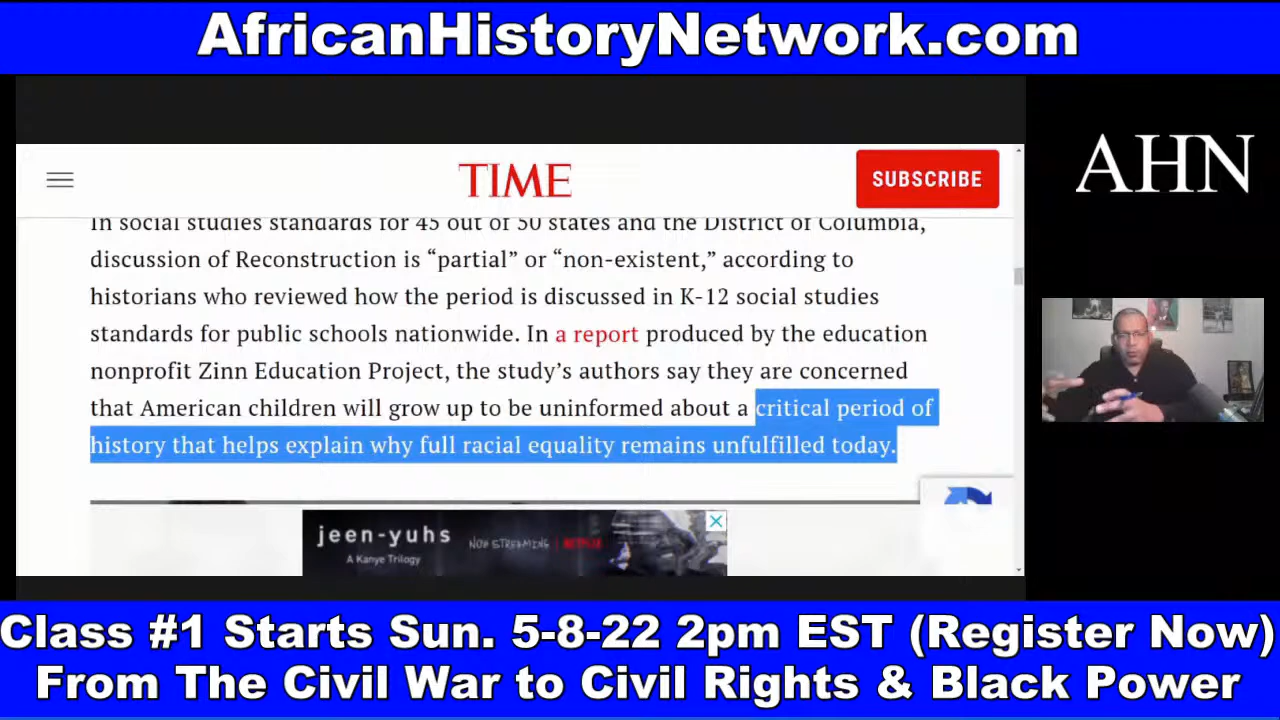 AfricanHistoryNetwork.com
AHN
TIME
SUBSCRIBE
In social studies standards for 45 out of 50 states and the District of Columbia,
discussion of Reconstruction is “partial” or “non-existent,” according to
historians who reviewed how the period is discussed in K-12 social studies
standards for public schools nationwide. In a report produced by the education
nonprofit Zinn Education Project, the study’s authors say they are concerned
that American children will grow up to be uninformed about a critical period of
history that helps explain why full racial equality remains unfulfilled today.
jeen-yuhs
A Kanye Trilogy
NOW STREAMING | NETFLIX
Class #1 Starts Sun. 5-8-22 2pm EST (Register Now)
From The Civil War to Civil Rights & Black Power